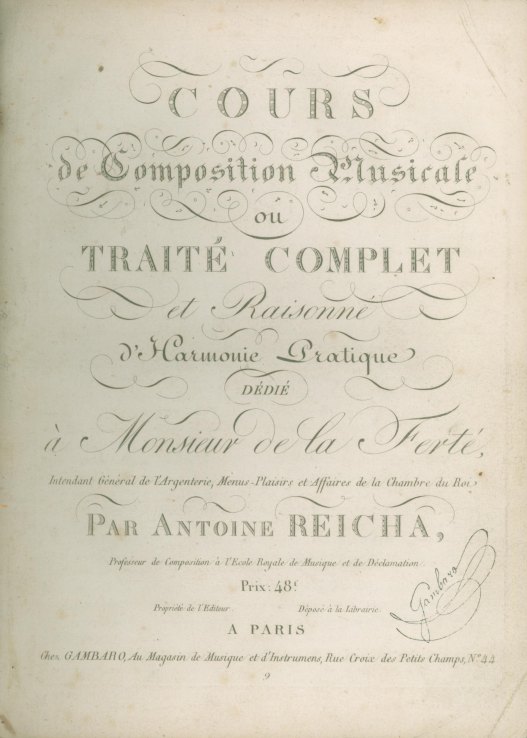 COURS
de Composition Musicale
ou
TRAITÉ COMPLET
et Raisonné
d'Harmonie Pratique
DÉDIÉ
à Monsieur de la Ferté,
Intendant Général de l'Argenterie, Menus-Plaisirs et Affaires de la Chambre du Roi.
PAR ANTOINE REICHA,
Professeur de Composition à l'Ecole Royale de Musique et de Déclamation.
Prix: 48f
Propriété de l'Editeur. Déposé à la Librairie.
Gambaro
A PARIS
Chez GAMBARO, Au Magasin de Musique et d'Instrumens, Rue Croix des Petits Champs, No. 44
9